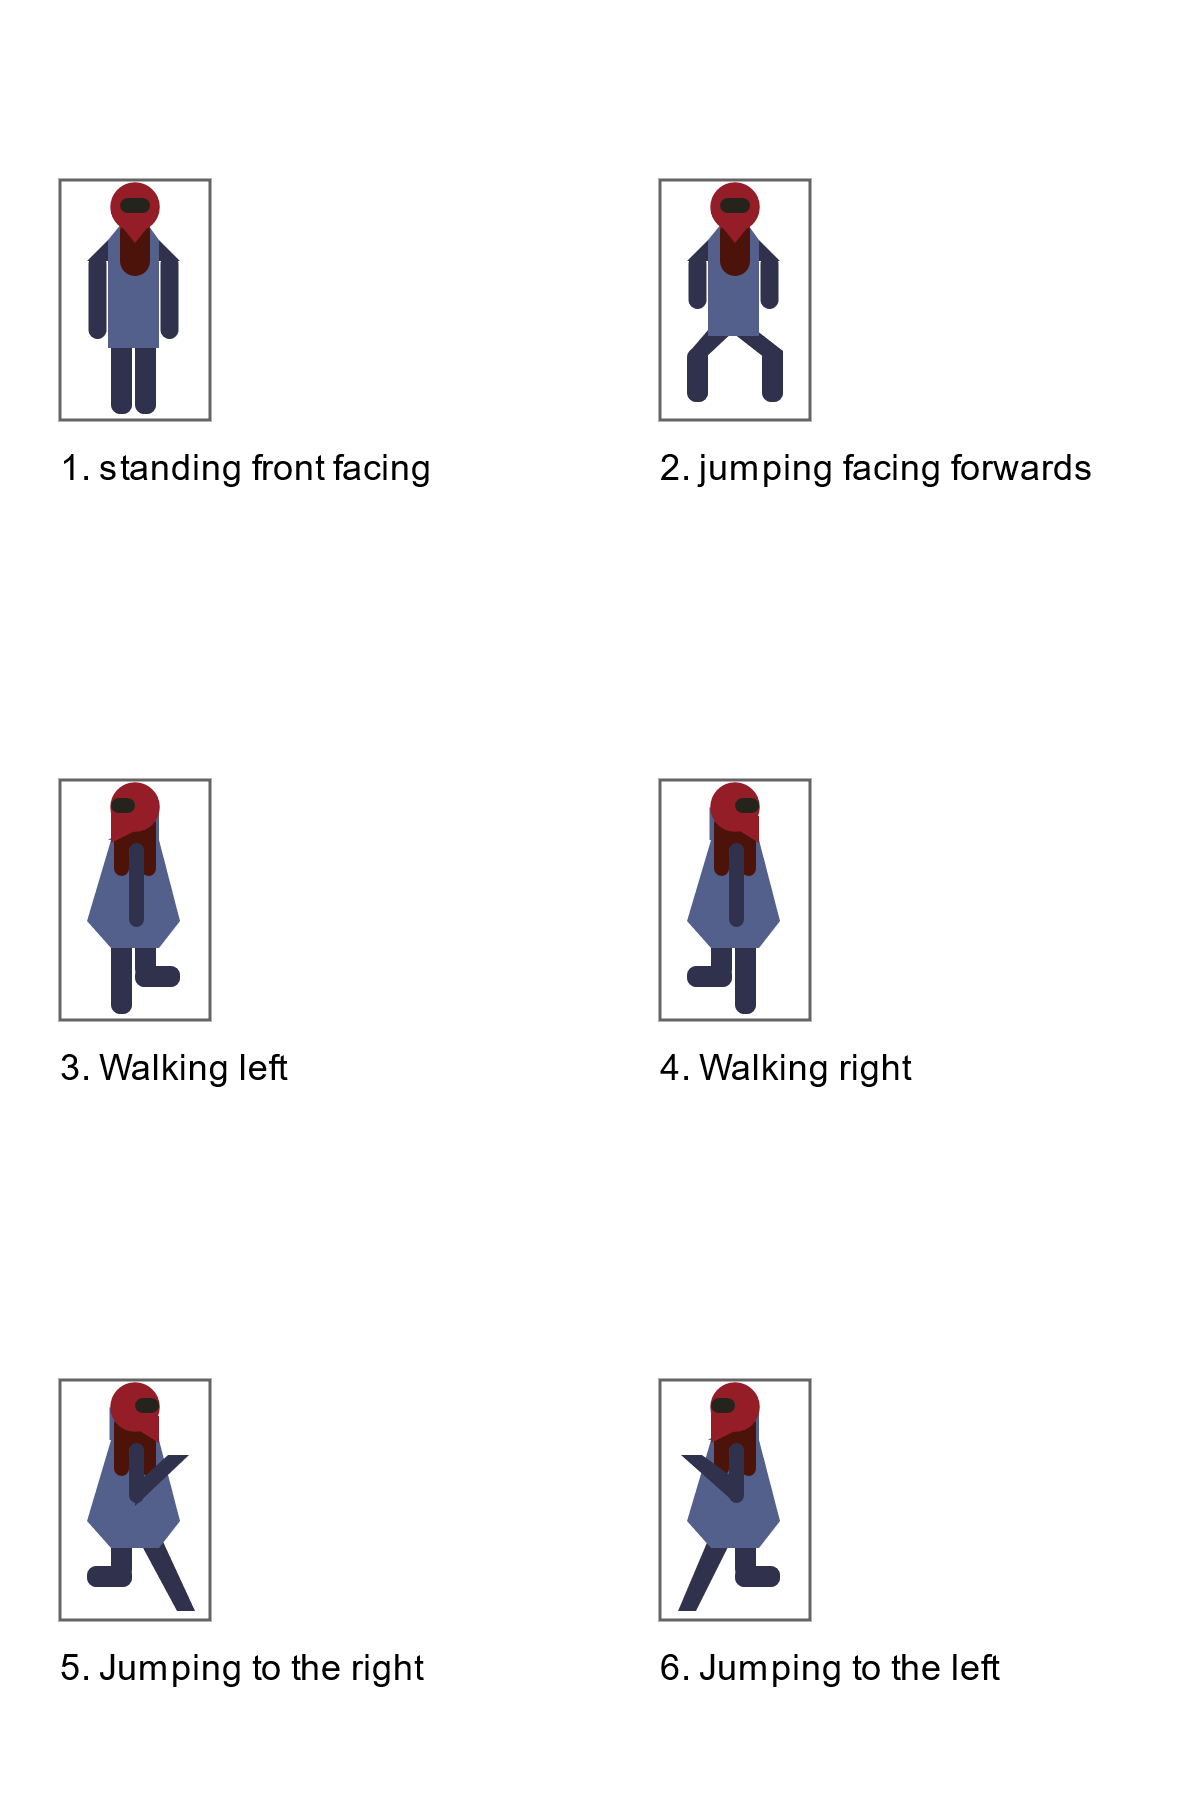 1. standing front facing
2. jumping facing forwards
3. Walking left
4. Walking right
5. Jumping to the right
6. Jumping to the left